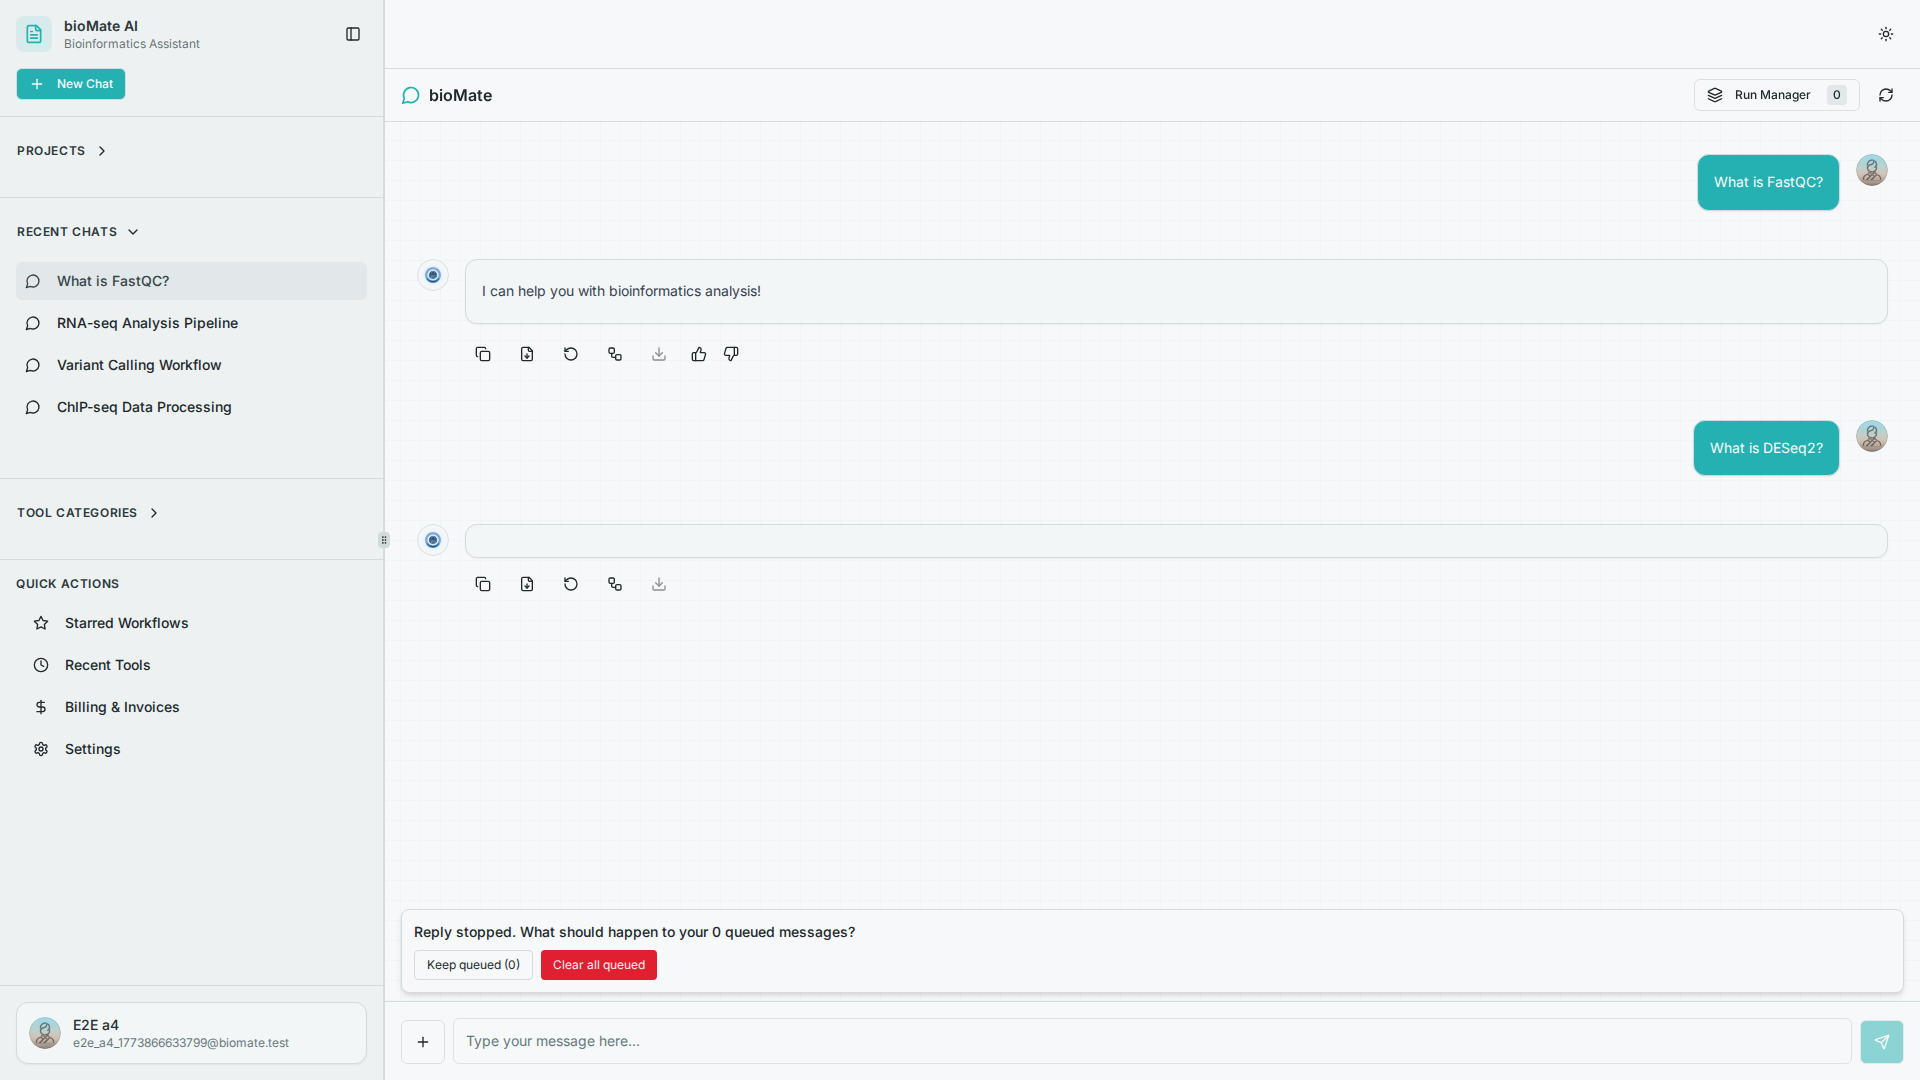 bioMate AI
Bioinformatics Assistant
New Chat
PROJECTS
RECENT CHATS
What is FastQC?
RNA-seq Analysis Pipeline
Variant Calling Workflow
ChIP-seq Data Processing
TOOL CATEGORIES
QUICK ACTIONS
Starred Workflows
Recent Tools
Billing & Invoices
Settings
E2E a4
e2e_a4_1773866633799@biomate.test
bioMate
Run Manager 0
What is FastQC?
I can help you with bioinformatics analysis!
What is DESeq2?
Reply stopped. What should happen to your 0 queued messages?
Keep queued (0) Clear all queued
Type your message here...